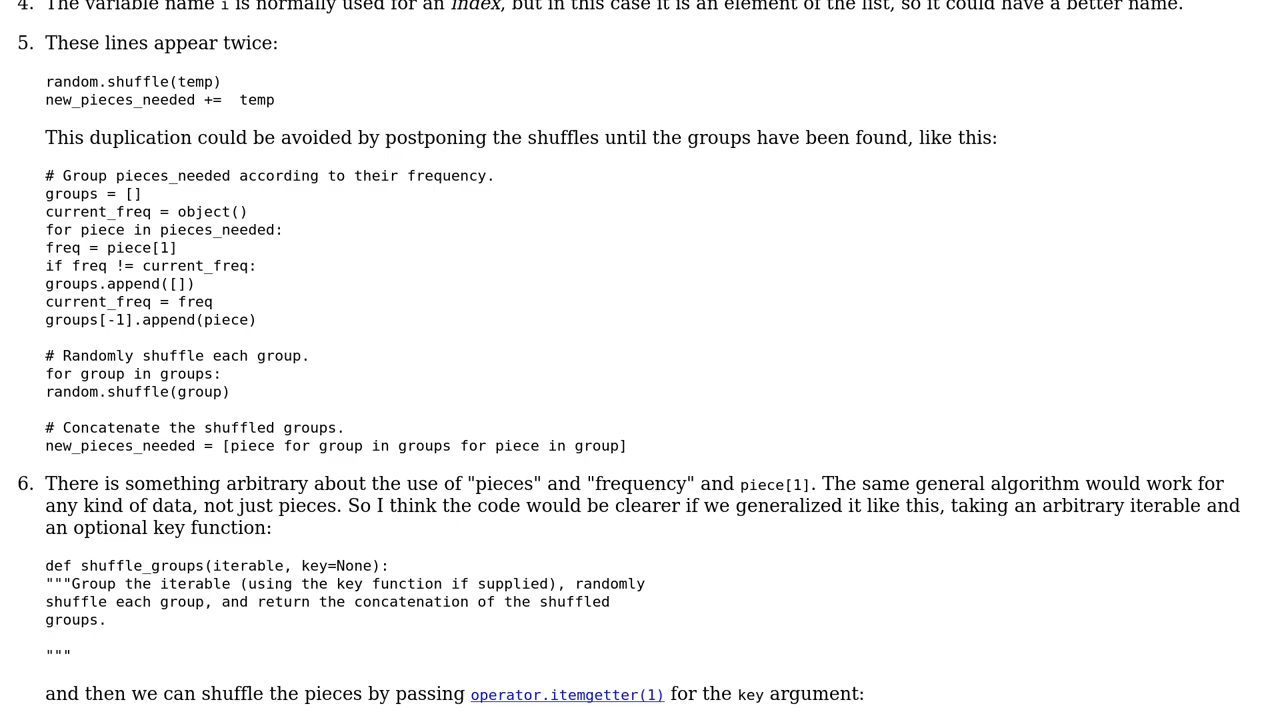 4. The variable name i is normally used for an index, but in this case it is an element of the list, so it could have a better name.
5. These lines appear twice:
random.shuffle(temp)
new_pieces_needed +=  temp
This duplication could be avoided by postponing the shuffles until the groups have been found, like this:
# Group pieces_needed according to their frequency.
groups = []
current_freq = object()
for piece in pieces_needed:
freq = piece[1]
if freq != current_freq:
groups.append([])
current_freq = freq
groups[-1].append(piece)
# Randomly shuffle each group.
for group in groups:
random.shuffle(group)
# Concatenate the shuffled groups.
new_pieces_needed = [piece for group in groups for piece in group]
6. There is something arbitrary about the use of "pieces" and "frequency" and piece[1]. The same general algorithm would work for
any kind of data, not just pieces. So I think the code would be clearer if we generalized it like this, taking an arbitrary iterable and
an optional key function:
def shuffle_groups(iterable, key=None):
"""Group the iterable (using the key function if supplied), randomly
shuffle each group, and return the concatenation of the shuffled
groups.
"""
and then we can shuffle the pieces by passing operator.itemgetter(1) for the key argument: